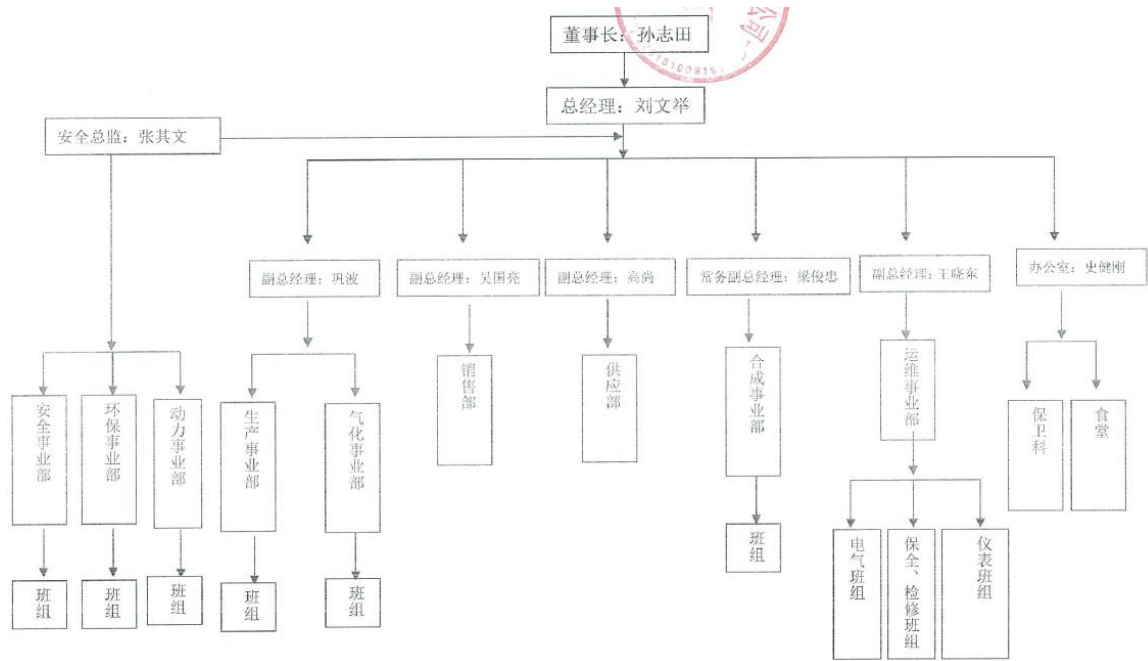 董事长：孙志田
公司
总经理：刘文举
安全总监：张其文
副总经理：巩波
副总经理：吴国亮
副总经理：高尚
常务副总经理：梁俊忠
副总经理：王晓东
办公室：史健刚
安全事业部
环保事业部
动力事业部
生产事业部
气化事业部
销售部
供应部
合成事业部
运维事业部
保卫科
食堂
班组
班组
班组
班组
班组
班组
电气班组
保全、检修班组
仪表班组